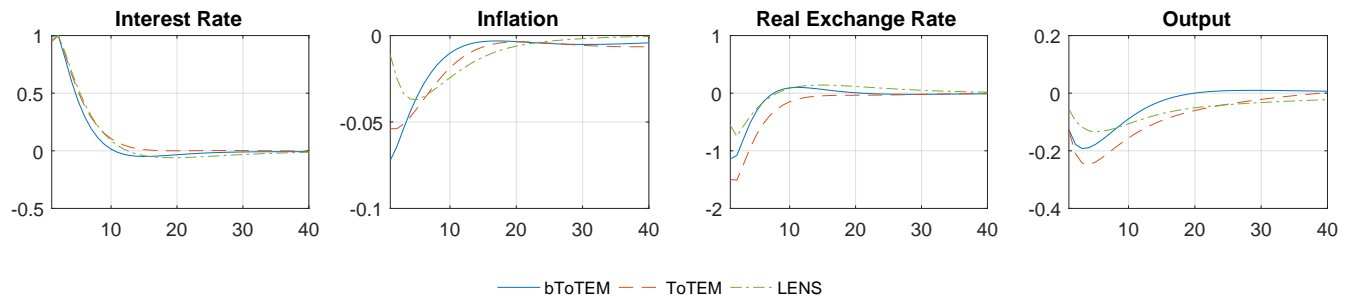 Interest Rate
Inflation
Real Exchange Rate
Output
1
0.5
0
-0.5
10 20 30 40
0
-0.05
-0.1
10 20 30 40
1
0
-1
-2
10 20 30 40
0.2
0
-0.2
-0.4
10 20 30 40
bToTEM ToTEM LENS